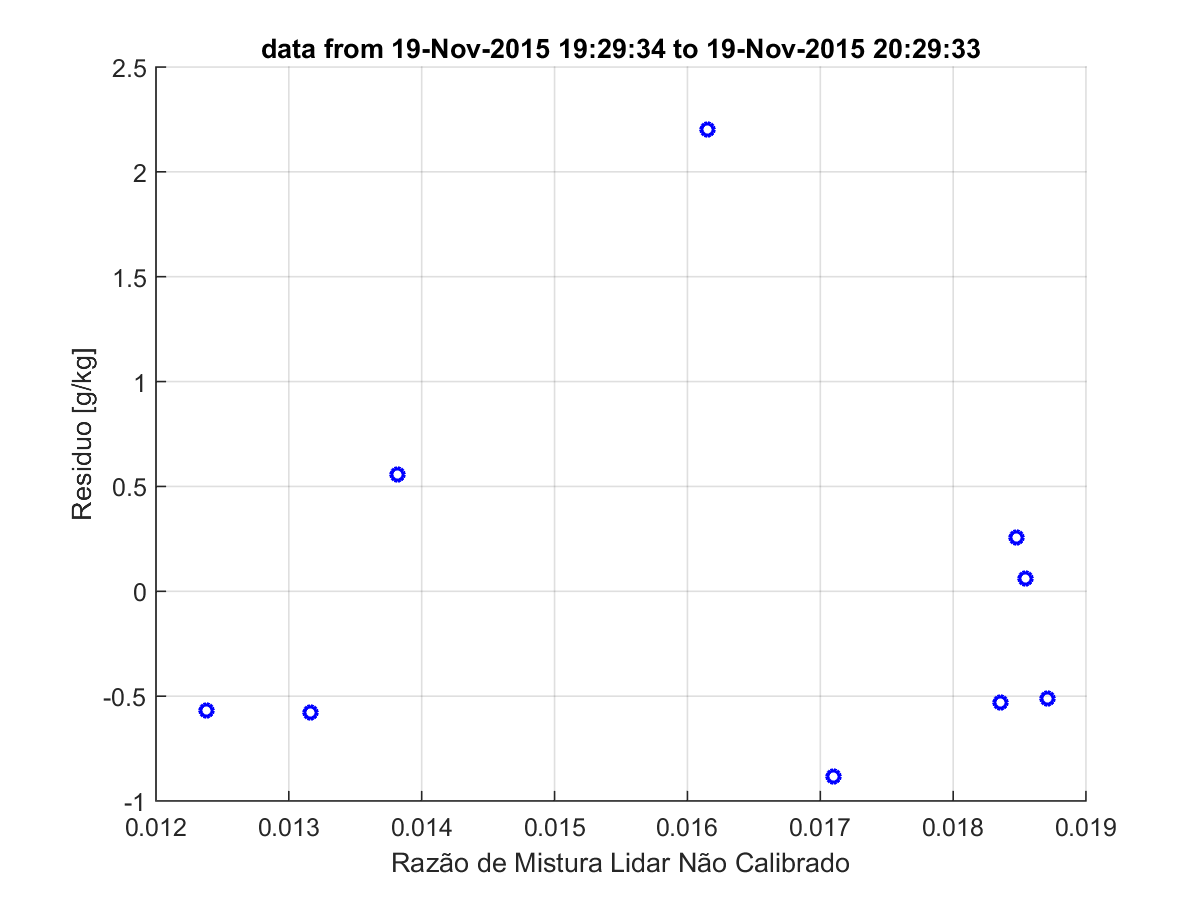 data from 19-Nov-2015 19:29:34 to 19-Nov-2015 20:29:33
2.5
2
1.5
1
0.5
0
-0.5
-1
Residuo [g/kg]
0.012 0.013 0.014 0.015 0.016 0.017 0.018 0.019
Razão de Mistura Lidar Não Calibrado